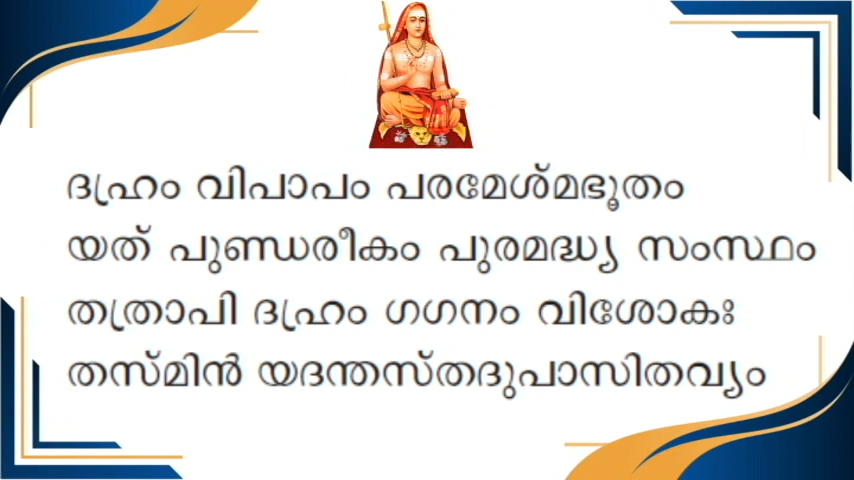 ദഹ്രം വിപാപം പരമേശ്മഭൂതം
യത് പുണ്ഡരീകം പുരമദ്ധ്യ സംസ്ഥം
തത്രാപി ദഹ്രം ഗഗനം വിശോകഃ
തസ്മിൻ യദന്തസ്തദുപാസിതവ്യം